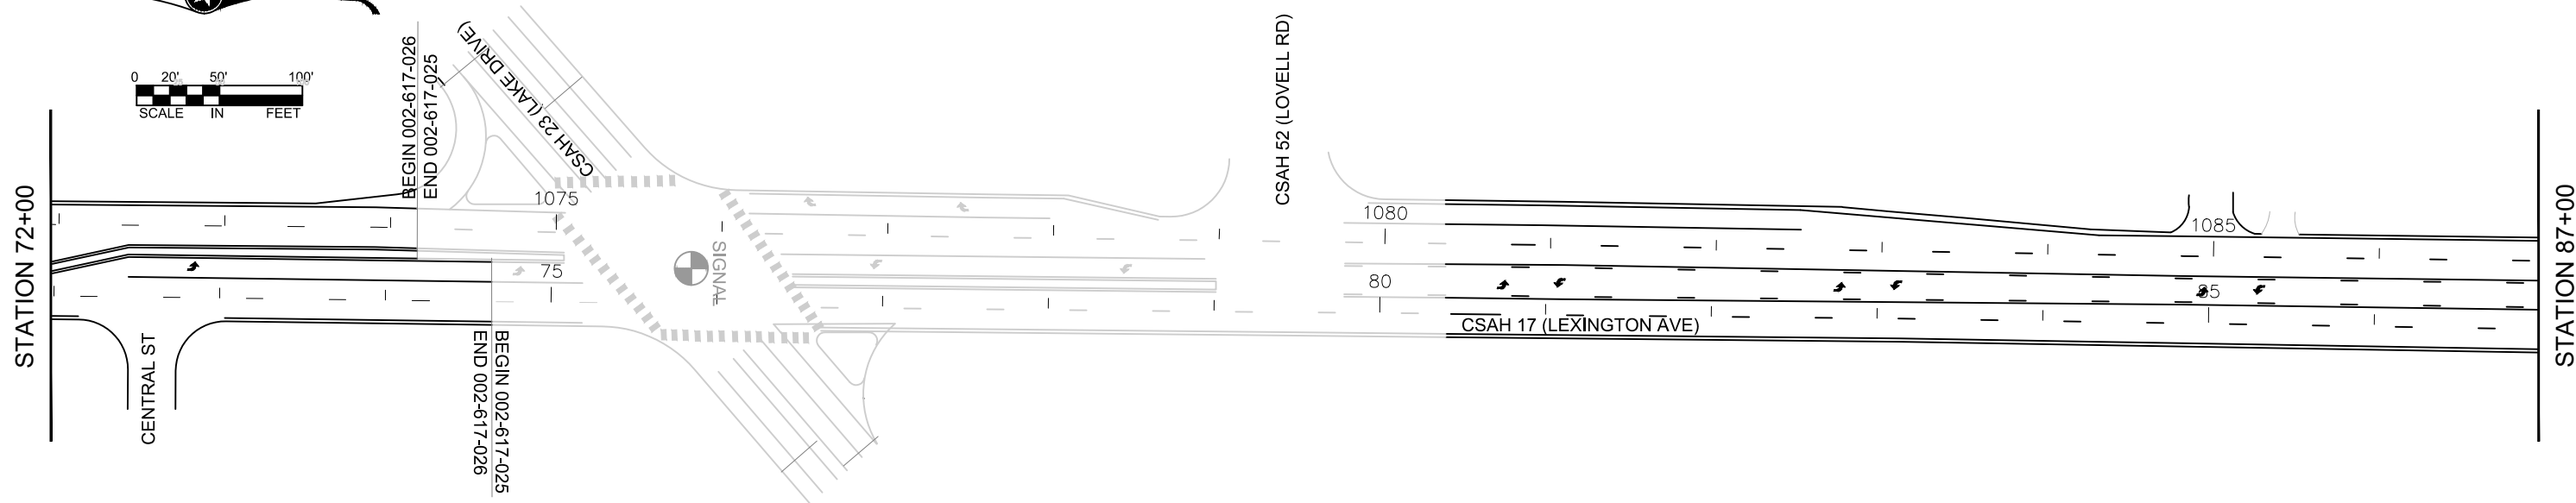 0 20' 50' 100'
SCALE IN FEET
STATION 72+00
CENTRAL ST
BEGIN 002-617-026
END 002-617-025
CSAH 23 (LAKE DRIVE)
1075
75
BEGIN 002-617-025
END 002-617-026
SIGNAL
CSAH 52 (LOVELL RD)
1080
80
CSAH 17 (LEXINGTON AVE)
1085
85
STATION 87+00